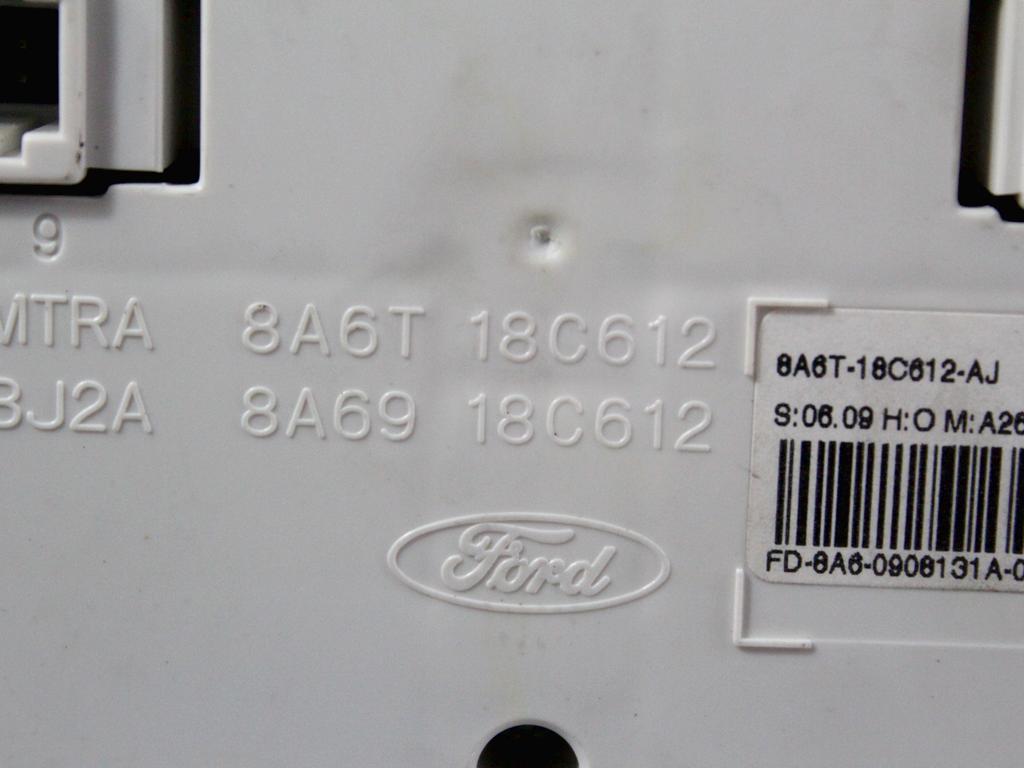 9
MTRA 8A6T 18C612
BJ2A 8A69 18C612
Ford
8A6T-18C612-AJ
S:06.09 H:O M:A26
FD-8A6-0906131A-0